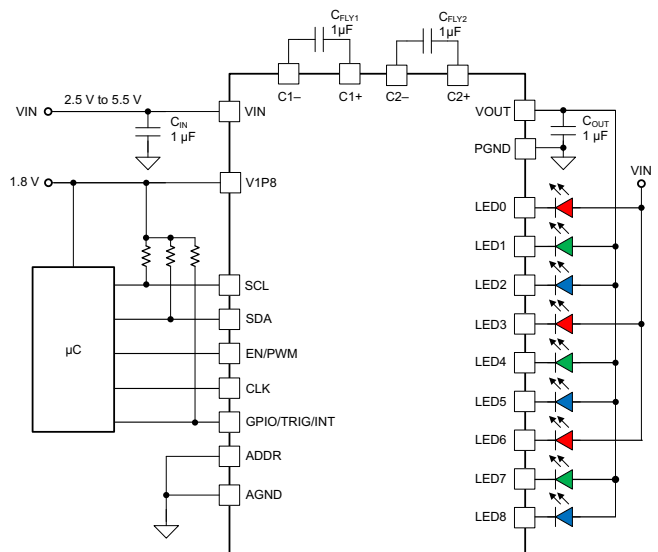 CFLY1
1µF
CFLY2
1µF
C1– C1+ C2– C2+
VIN
2.5 V to 5.5 V
VIN
CIN
1 µF
VOUT
COUT
1 µF
PGND
VIN
1.8 V
V1P8
LED0
LED1
LED2
LED3
LED4
LED5
LED6
LED7
LED8
µC
SCL
SDA
EN/PWM
CLK
GPIO/TRIG/INT
ADDR
AGND